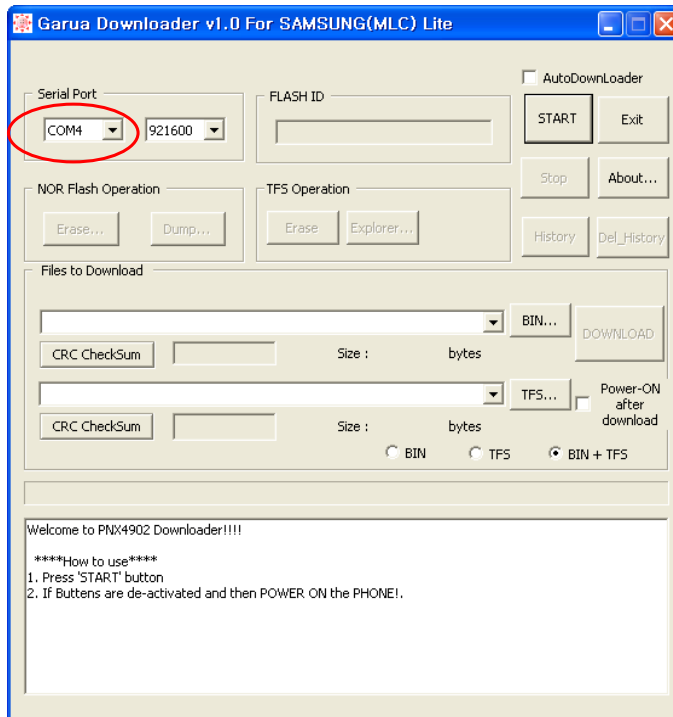 Garua Downloader v1.0 For SAMSUNG(MLC) Lite
AutoDownLoader
Serial Port
COM4
921600
FLASH ID
START
Exit
Stop
About...
NOR Flash Operation
Erase...
Dump...
TFS Operation
Erase
Explorer...
History
Del_History
Files to Download
BIN...
DOWNLOAD
CRC CheckSum
Size :
bytes
TFS...
Power-ON
after
download
CRC CheckSum
Size :
bytes
BIN
TFS
BIN + TFS
Welcome to PNX4902 Downloader!!!!
****How to use****
1. Press 'START' button
2. If Buttens are de-activated and then POWER ON the PHONE!.